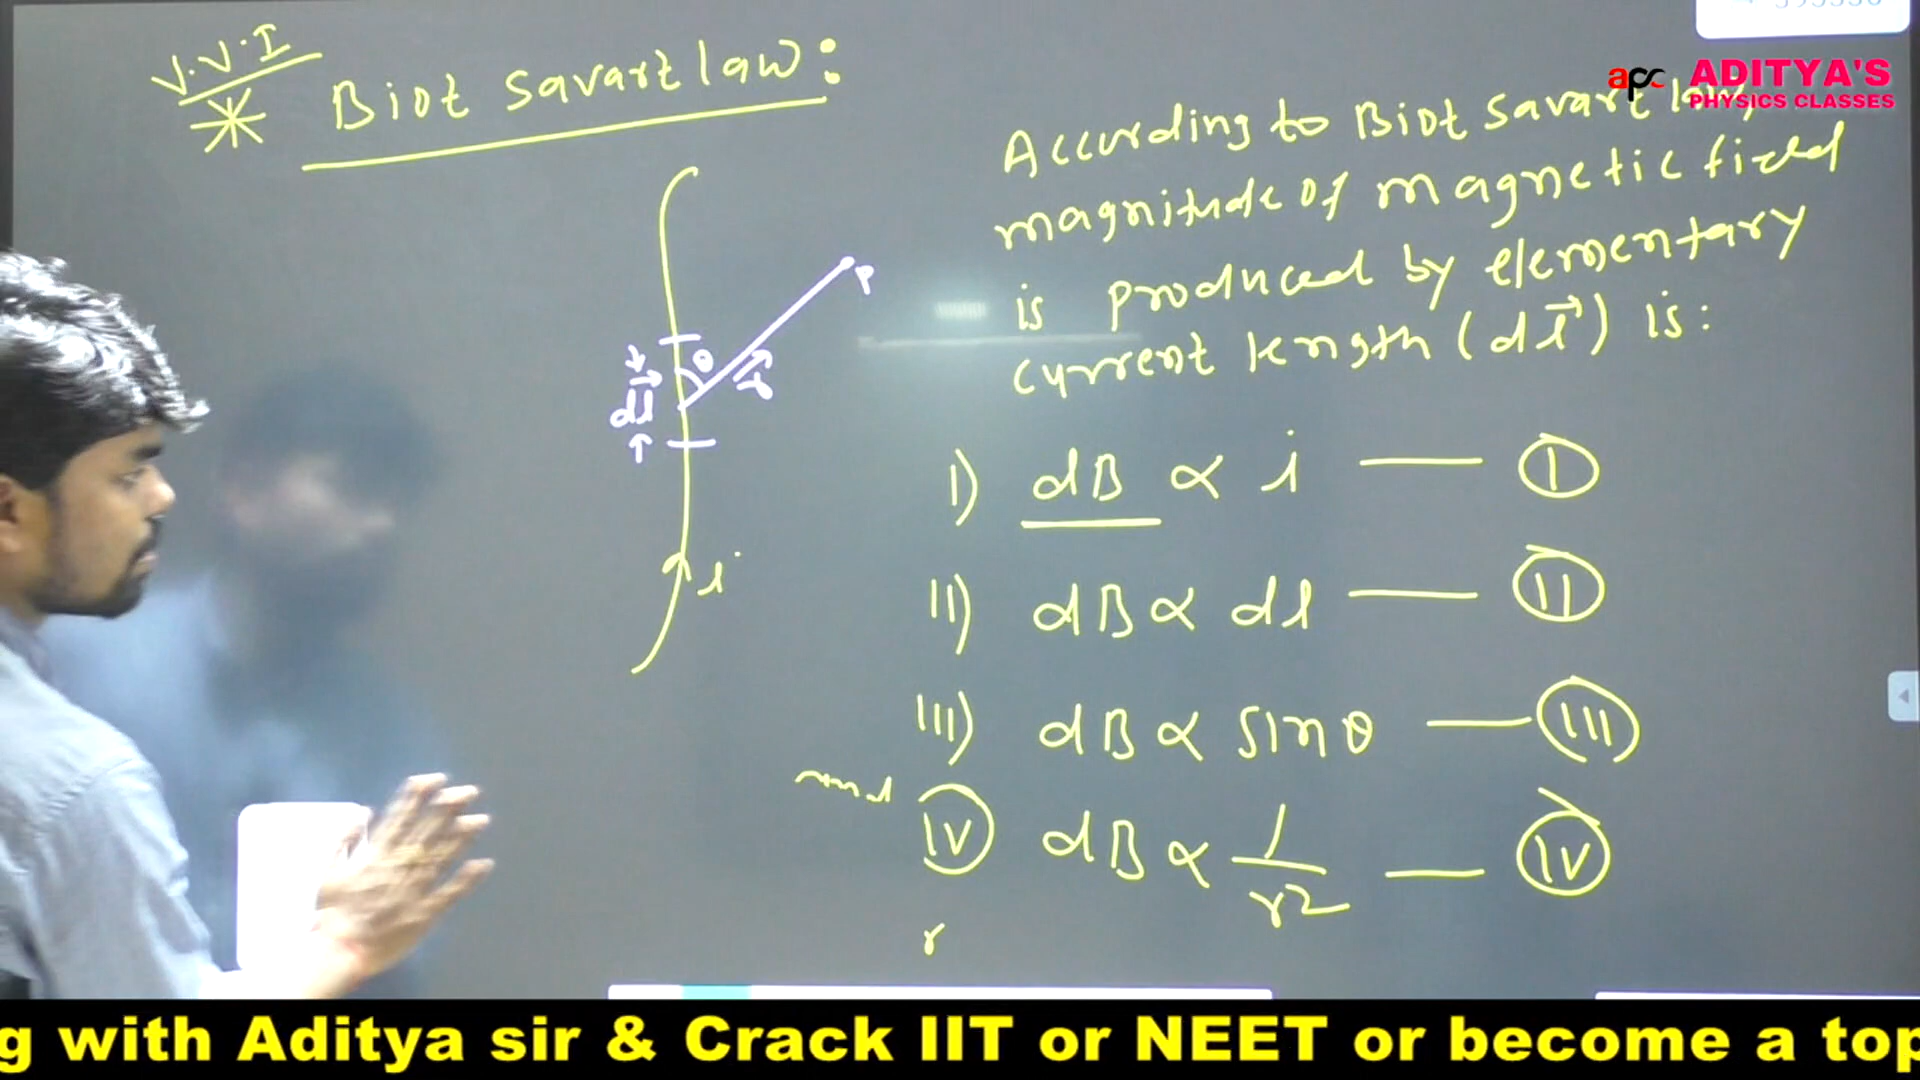 V.V.I
Biot Savart law:
According to Biot Savart law,
magnitude of magnetic field
is produced by elementary
current length (dl⃗) is:
P
θ
dl⃗
r⃗
i
I) dB ∝ i — I
II) dB ∝ dl — II
III) dB ∝ sinθ — III
IV dB ∝ 1/r2 — IV
r
apc ADITYA'S
PHYSICS CLASSES
g with Aditya sir & Crack IIT or NEET or become a top